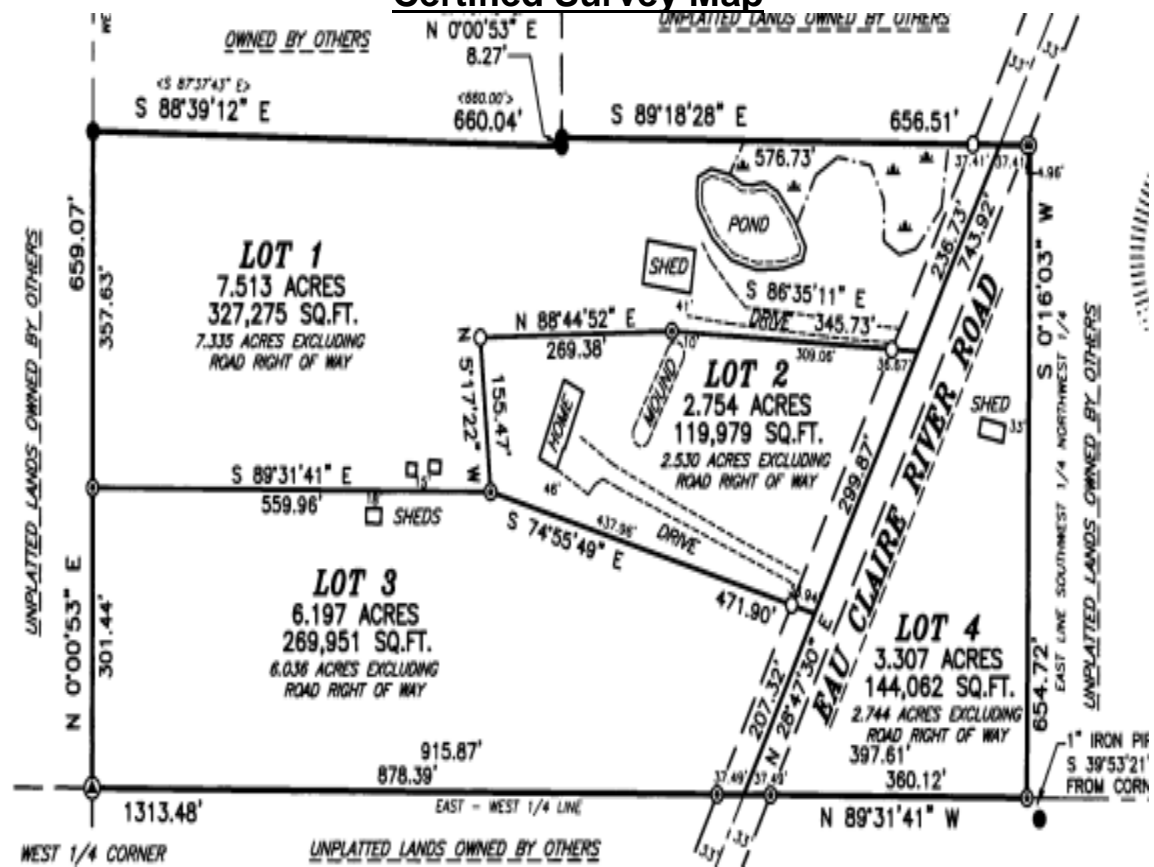 Certified Survey Map
OWNED BY OTHERS
N 0°00'53" E
8.27'
UNPLATTED LANDS OWNED BY OTHERS
33'
33'
<S 87°37'43" E>
S 88°39'12" E
<660.00'>
660.04'
S 89°18'28" E
656.51'
576.73'
37.41'
37.41'
4.96'
659.07'
357.63'
UNPLATTED LANDS OWNED BY OTHERS
LOT 1
7.513 ACRES
327,275 SQ.FT.
7.335 ACRES EXCLUDING
ROAD RIGHT OF WAY
POND
SHED
41'
S 86°35'11" E
DRIVE
345.73'
309.06'
36.67'
236.73'
743.92'
S 0°16'03" W
EAST LINE SOUTHWEST 1/4 NORTHWEST 1/4
UNPLATTED LANDS OWNED BY OTHERS
N 88°44'52" E
269.38'
10'
N 5°17'22" W
155.47'
HOME
MOUND
LOT 2
2.754 ACRES
119,979 SQ.FT.
2.530 ACRES EXCLUDING
ROAD RIGHT OF WAY
SHED
33'
299.87'
EAU CLAIRE RIVER ROAD
S 89°31'41" E
559.96'
15'
18'
SHEDS
46'
S 74°55'49" E
437.96'
DRIVE
471.90'
N 0°00'53" E
301.44'
LOT 3
6.197 ACRES
269,951 SQ.FT.
6.036 ACRES EXCLUDING
ROAD RIGHT OF WAY
207.32'
N 28°47'30" E
LOT 4
3.307 ACRES
144,062 SQ.FT.
2.744 ACRES EXCLUDING
ROAD RIGHT OF WAY
654.72'
915.87'
878.39'
37.49'
37.49'
397.61'
360.12'
1" IRON
S 39°53'21"
FROM
1313.48'
EAST - WEST 1/4 LINE
N 89°31'41" W
WEST 1/4 CORNER
UNPLATTED LANDS OWNED BY OTHERS
33'
33'